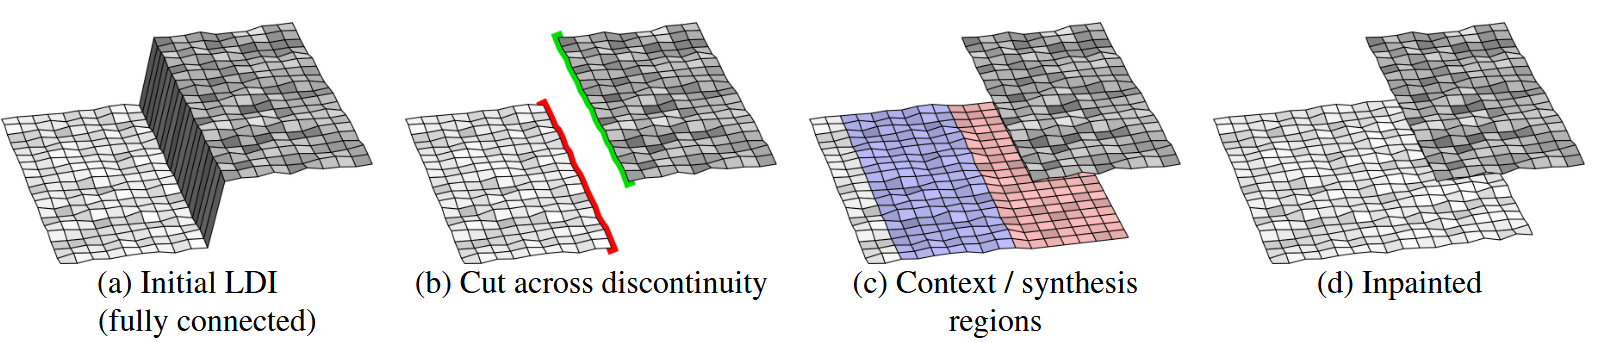 (a) Initial LDI
(fully connected)
(b) Cut across discontinuity
(c) Context / synthesis
regions
(d) Inpainted